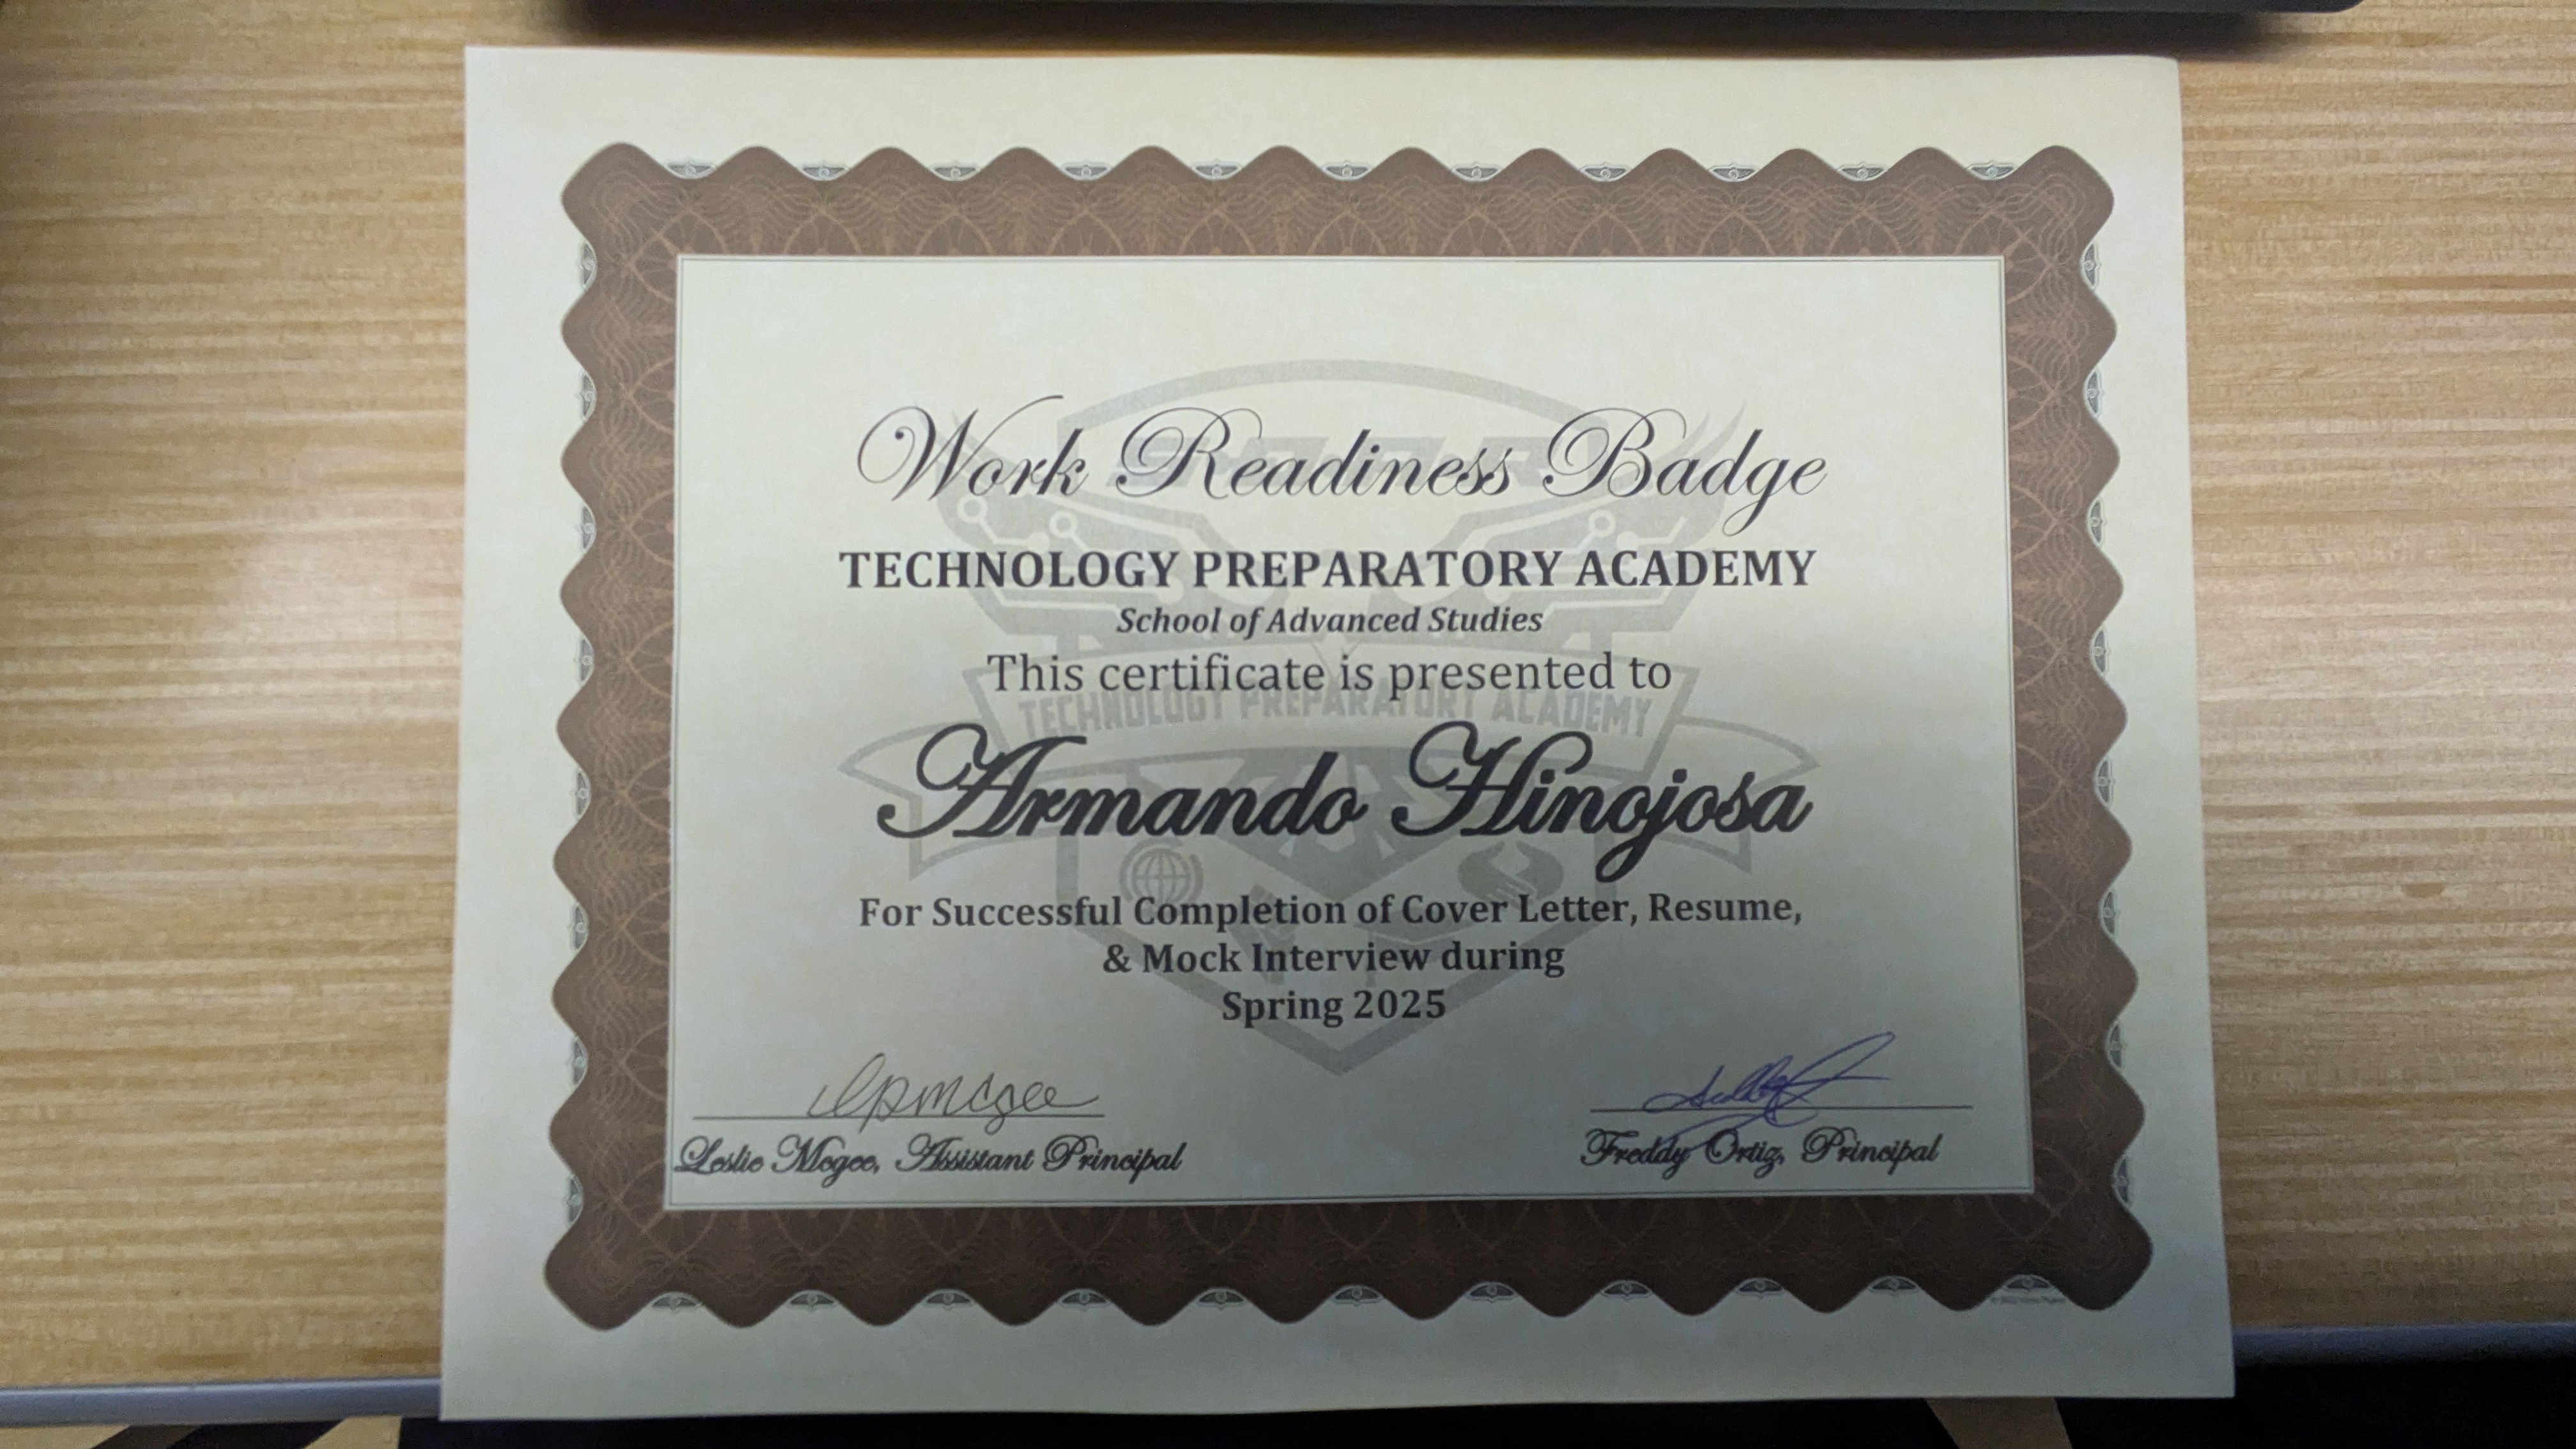 Work Readiness Badge
TECHNOLOGY PREPARATORY ACADEMY
School of Advanced Studies
This certificate is presented to
TECHNOLOGY PREPARATORY ACADEMY
Armando Hinojosa
For Successful Completion of Cover Letter, Resume,
& Mock Interview during
Spring 2025
lpmcgee
Leslie Mcgee, Assistant Principal
Freddy Ortiz, Principal